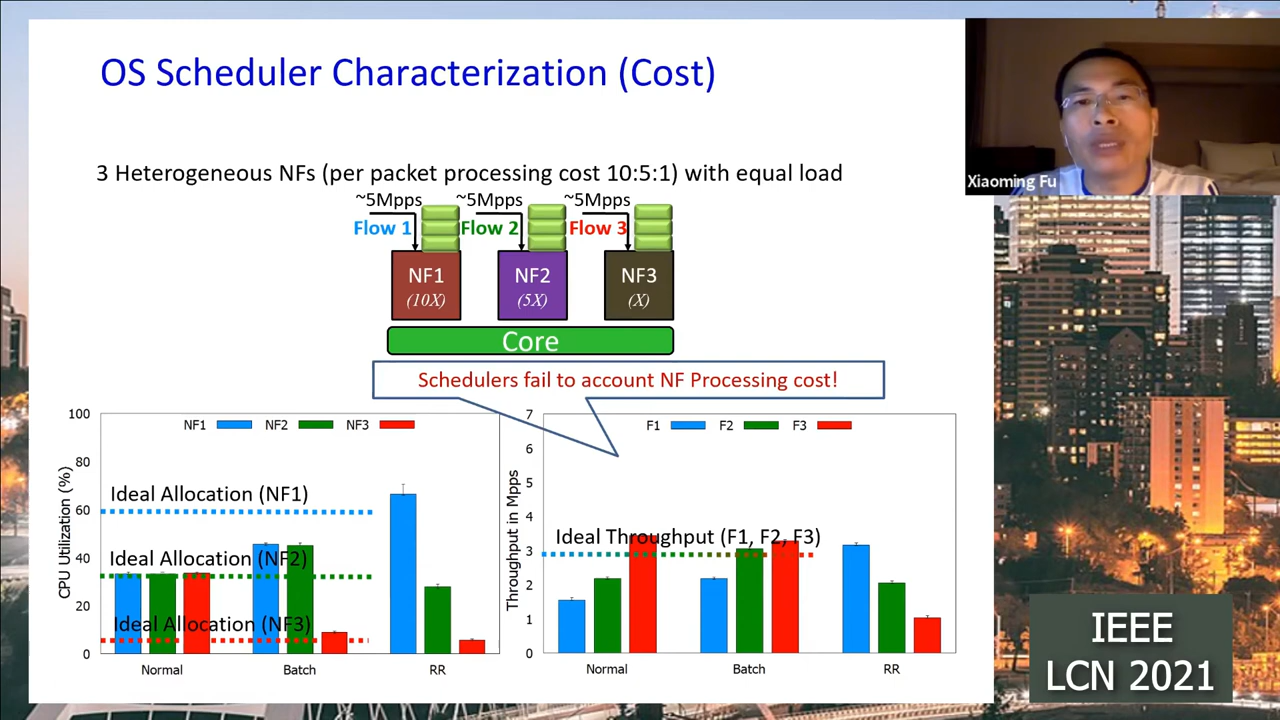 OS Scheduler Characterization (Cost)
Xiaoming Fu
3 Heterogeneous NFs (per packet processing cost 10:5:1) with equal load
~5Mpps ~5Mpps ~5Mpps
Flow 1 Flow 2 Flow 3
NF1 NF2 NF3
(10X) (5X) (X)
Core
Schedulers fail to account NF Processing cost!
CPU Utilization (%)
100
80
60
40
20
0
NF1 NF2 NF3
Ideal Allocation (NF1)
Ideal Allocation (NF2)
Ideal Allocation (NF3)
Normal Batch RR
Throughput in Mpps
7
6
5
4
3
2
1
0
F1 F2 F3
Ideal Throughput (F1, F2, F3)
Normal Batch RR
IEEE
LCN 2021